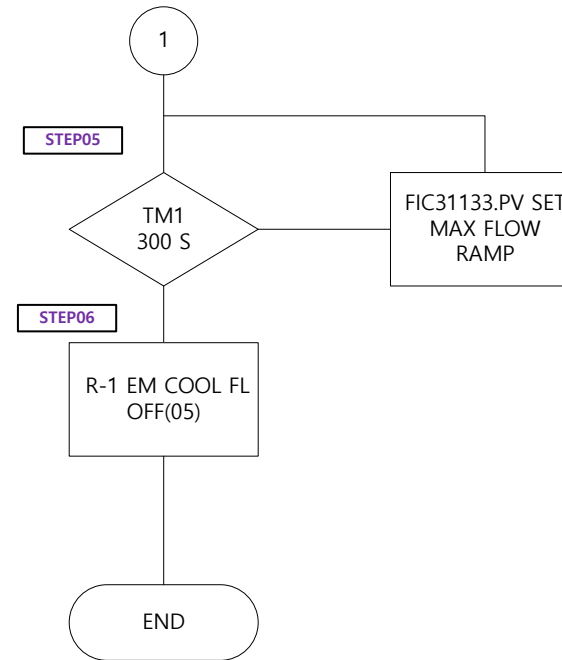 1
STEP05
TM1
300 S
FIC31133.PV SET
MAX FLOW
RAMP
STEP06
R-1 EM COOL FL
OFF(05)
END